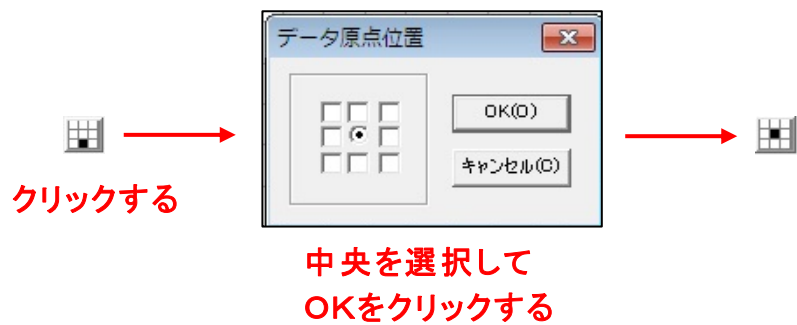 データ原点位置
OK(O)
キャンセル(C)
クリックする
中央を選択して
OKをクリックする